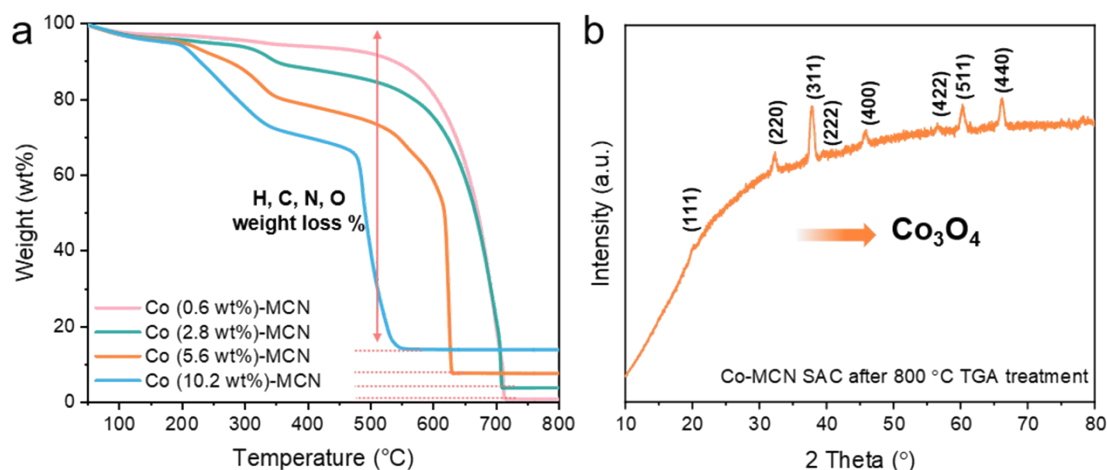 a
100
80
60
40
20
0
Weight (wt%)
H, C, N, O
weight loss %
Co (0.6 wt%)-MCN
Co (2.8 wt%)-MCN
Co (5.6 wt%)-MCN
Co (10.2 wt%)-MCN
100 200 300 400 500 600 700 800
Temperature (°C)
b
Intensity (a.u.)
(111)
(220)
(311)
(222)
(400)
(422)
(511)
(440)
Co₃O₄
Co-MCN SAC after 800 °C TGA treatment
10 20 30 40 50 60 70 80
2 Theta (°)